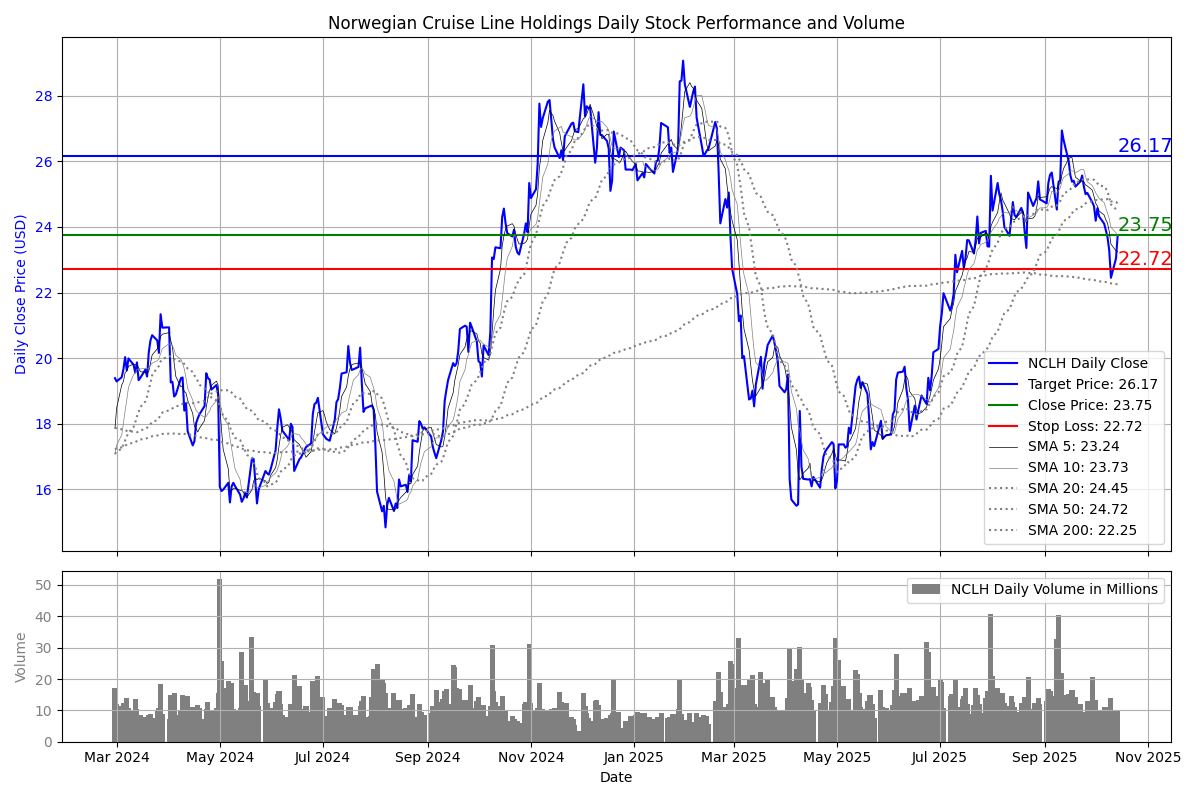 Norwegian Cruise Line Holdings Daily Stock Performance and Volume
Daily Close Price (USD)
28
26
24
22
20
18
16
26.17
23.75
22.72
NCLH Daily Close
Target Price: 26.17
Close Price: 23.75
Stop Loss: 22.72
SMA 5: 23.24
SMA 10: 23.73
SMA 20: 24.45
SMA 50: 24.72
SMA 200: 22.25
Volume
50
40
30
20
10
0
NCLH Daily Volume in Millions
Mar 2024 May 2024 Jul 2024 Sep 2024 Nov 2024 Jan 2025 Mar 2025 May 2025 Jul 2025 Sep 2025 Nov 2025
Date